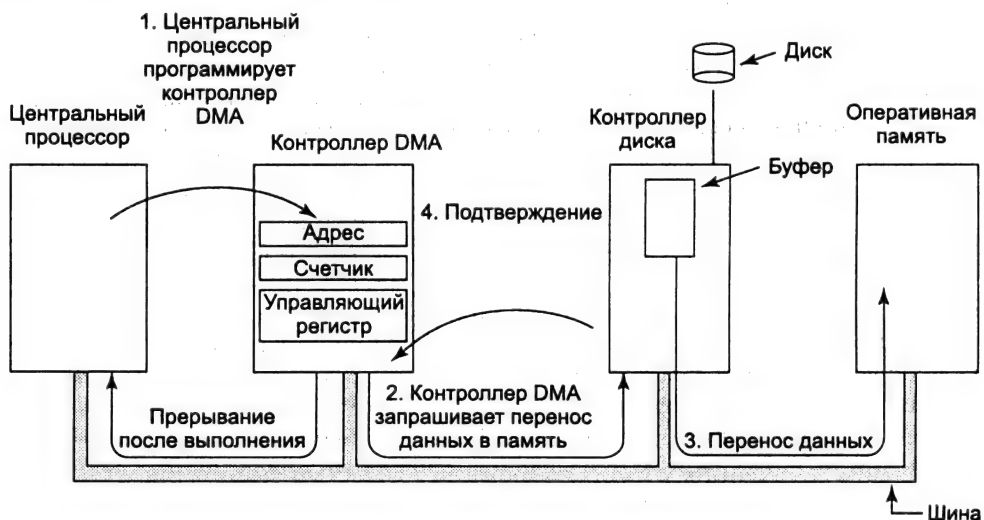 1. Центральный
процессор
программирует
контроллер
DMA
Центральный
процессор
Контроллер DMA
Контроллер
диска
Диск
Оперативная
память
Буфер
4. Подтверждение
Адрес
Счетчик
Управляющий
регистр
Прерывание
после выполнения
2. Контроллер DMA
запрашивает перенос
данных в память
3. Перенос данных
Шина